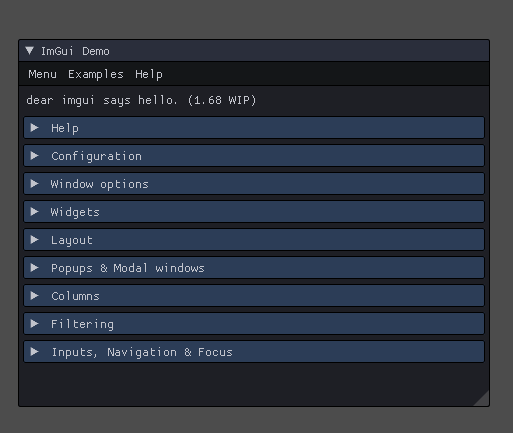 ImGui Demo
Menu Examples Help
dear imgui says hello. (1.68 WIP)
Help
Configuration
Window options
Widgets
Layout
Popups & Modal windows
Columns
Filtering
Inputs, Navigation & Focus